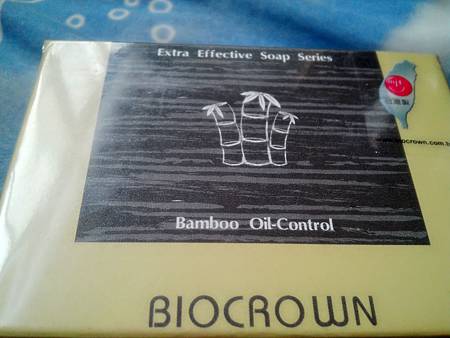 Extra Effective Soap Series
Bamboo Oil-Control
BIOCROWN